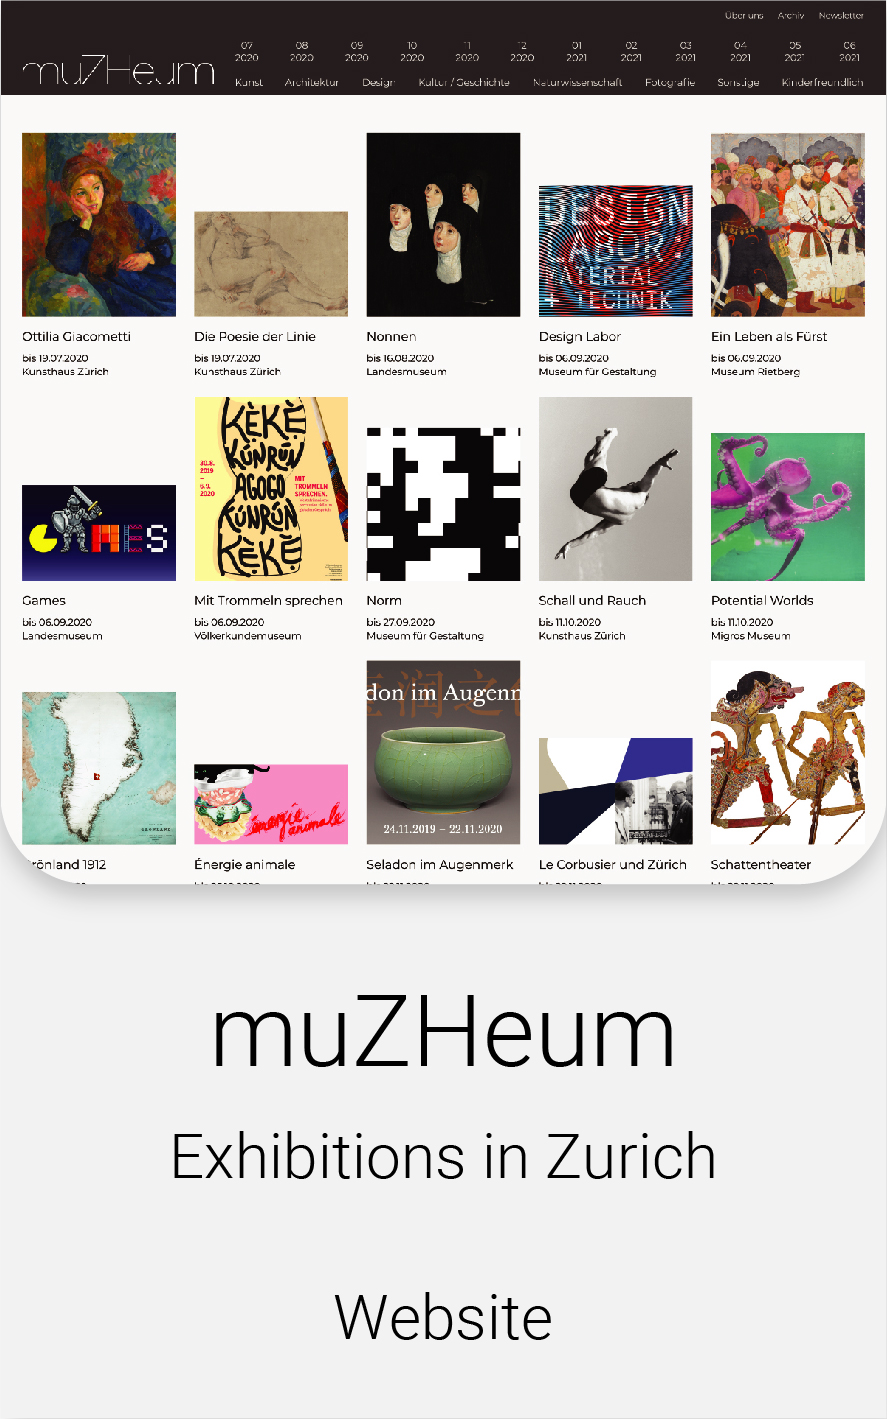 Über uns Archiv Newsletter
07 08 09 10 11 12 01 02 03 04 05 06
2020 2020 2020 2020 2020 2020 2021 2021 2021 2021 2021 2021
muZHeum
Kunst Architektur Design Kultur / Geschichte Naturwissenschaft Fotografie Sonstige Kinderfreundlich
DESIGN
LABOR:
MATERIAL
+ TECHNIK
Ottilia Giacometti
bis 19.07.2020
Kunsthaus Zürich
Die Poesie der Linie
bis 19.07.2020
Kunsthaus Zürich
Nonnen
bis 16.08.2020
Landesmuseum
Design Labor
bis 06.09.2020
Museum für Gestaltung
Ein Leben als Fürst
bis 06.09.2020
Museum Rietberg
GAMES
KÈKÈ
KÚNRÚN
AGOGO
KÚNRÚN
KÈKÈ
30.8.
2019
–
6.9.
2020
MIT
TROMMELN
SPRECHEN.
Games
bis 06.09.2020
Landesmuseum
Mit Trommeln sprechen
bis 06.09.2020
Völkerkundemuseum
Norm
bis 27.09.2020
Museum für Gestaltung
Schall und Rauch
bis 11.10.2020
Kunsthaus Zürich
Potential Worlds
bis 11.10.2020
Migros Museum
énergie
animale
don im Augenm
24.11.2019 – 22.11.2020
rönland 1912
Énergie animale
Seladon im Augenmerk
Le Corbusier und Zürich
Schattentheater
muZHeum
Exhibitions in Zurich
Website